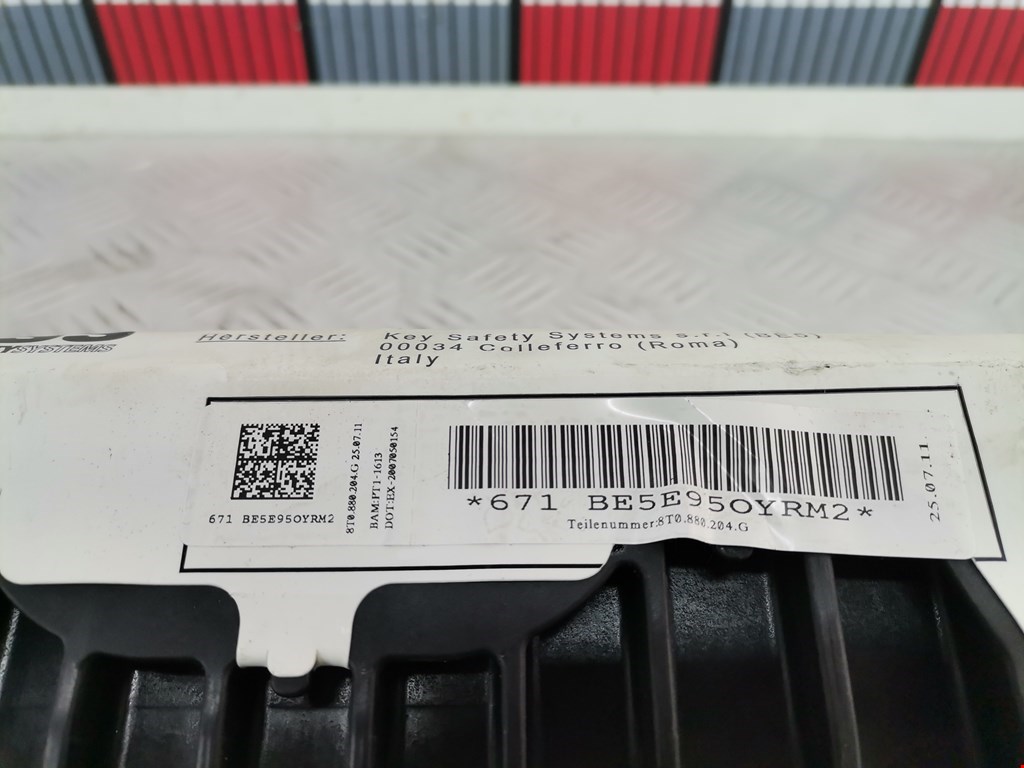 SYSTEMS
Hersteller: Key Safety Systems s.r.l (BE5)
00034 Colleferro (Roma)
Italy
671 BE5E95OYRM2
8T0.880.204.G 25.07.11
BAM:PT1-1613
DOT:EX-2007050154
*671 BE5E95OYRM2*
Teilenummer:8T0.880.204.G
25.07.11